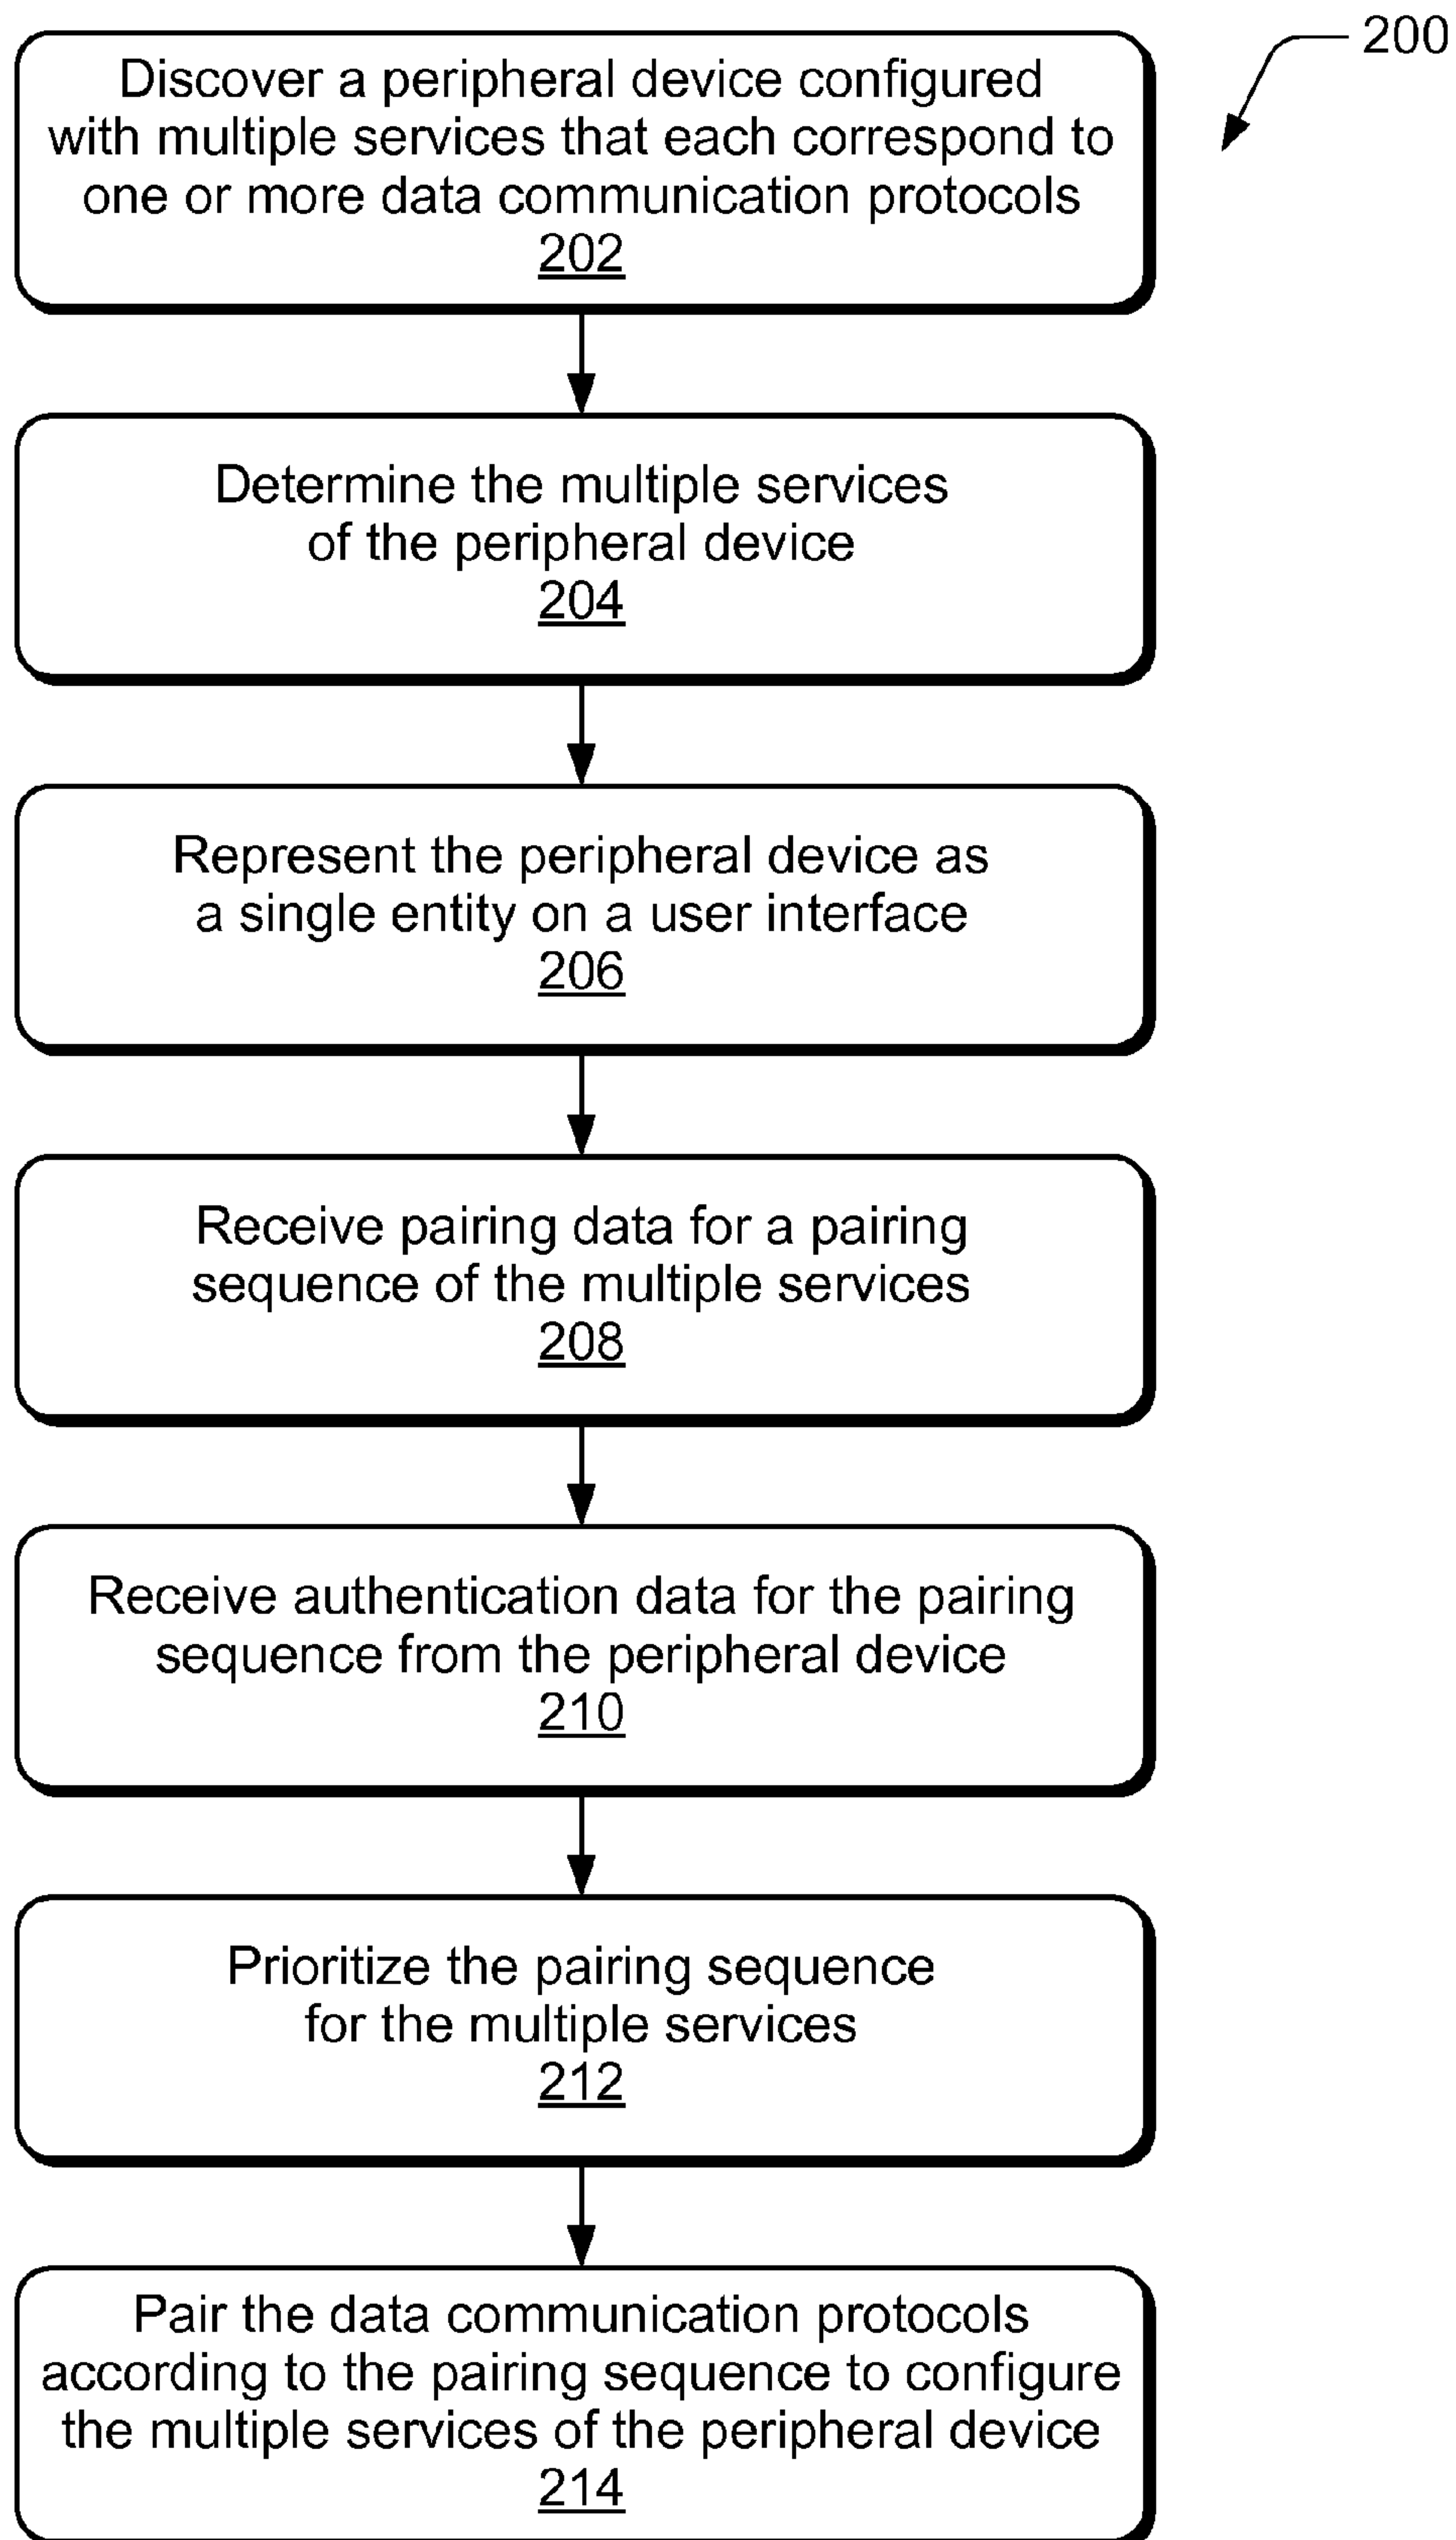 200
Discover a peripheral device configured
with multiple services that each correspond to
one or more data communication protocols
202
Determine the multiple services
of the peripheral device
204
Represent the peripheral device as
a single entity on a user interface
206
Receive pairing data for a pairing
sequence of the multiple services
208
Receive authentication data for the pairing
sequence from the peripheral device
210
Prioritize the pairing sequence
for the multiple services
212
Pair the data communication protocols
according to the pairing sequence to configure
the multiple services of the peripheral device
214